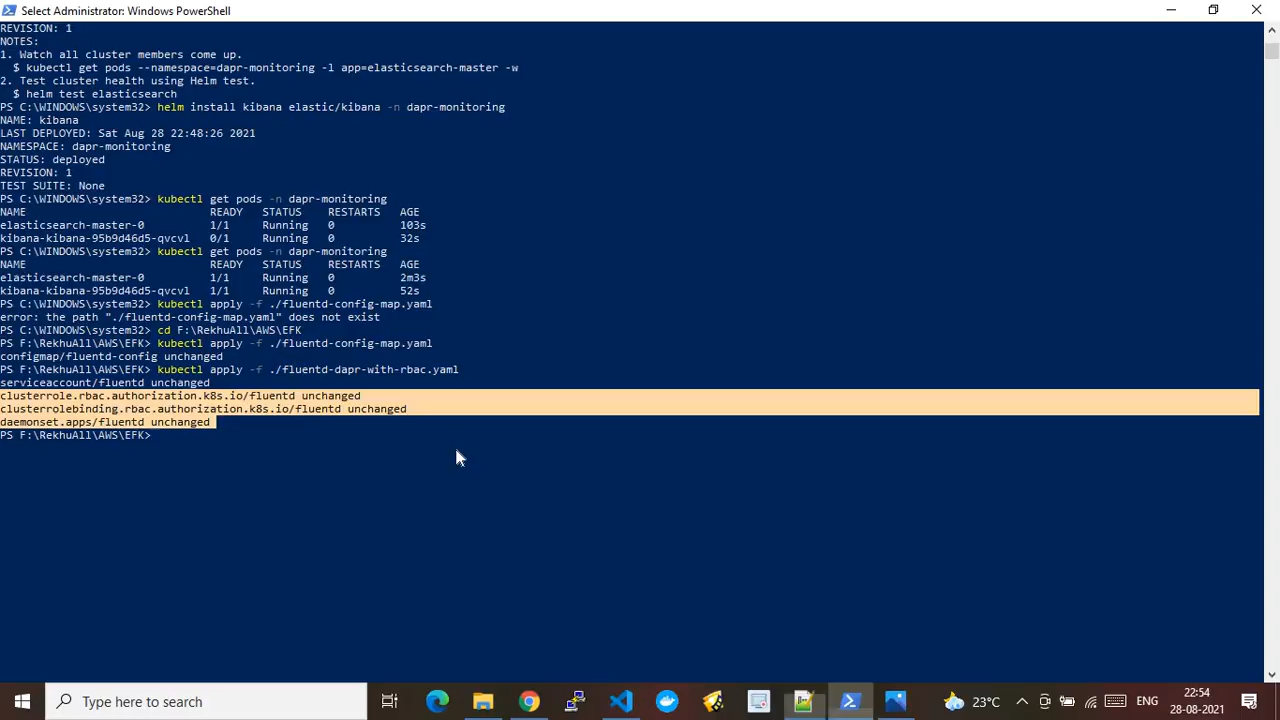 Select Administrator: Windows PowerShell
REVISION: 1
NOTES:
1. Watch all cluster members come up.
  $ kubectl get pods --namespace=dapr-monitoring -l app=elasticsearch-master -w
2. Test cluster health using Helm test.
  $ helm test elasticsearch
PS C:\WINDOWS\system32> helm install kibana elastic/kibana -n dapr-monitoring
NAME: kibana
LAST DEPLOYED: Sat Aug 28 22:48:26 2021
NAMESPACE: dapr-monitoring
STATUS: deployed
REVISION: 1
TEST SUITE: None
PS C:\WINDOWS\system32> kubectl get pods -n dapr-monitoring
NAME READY STATUS RESTARTS AGE
elasticsearch-master-0 1/1 Running 0 103s
kibana-kibana-95b9d46d5-qvcvl 0/1 Running 0 32s
PS C:\WINDOWS\system32> kubectl get pods -n dapr-monitoring
NAME READY STATUS RESTARTS AGE
elasticsearch-master-0 1/1 Running 0 2m3s
kibana-kibana-95b9d46d5-qvcvl 1/1 Running 0 52s
PS C:\WINDOWS\system32> kubectl apply -f ./fluentd-config-map.yaml
error: the path "./fluentd-config-map.yaml" does not exist
PS C:\WINDOWS\system32> cd F:\RekhuAll\AWS\EFK
PS F:\RekhuAll\AWS\EFK> kubectl apply -f ./fluentd-config-map.yaml
configmap/fluentd-config unchanged
PS F:\RekhuAll\AWS\EFK> kubectl apply -f ./fluentd-dapr-with-rbac.yaml
serviceaccount/fluentd unchanged
clusterrole.rbac.authorization.k8s.io/fluentd unchanged
clusterrolebinding.rbac.authorization.k8s.io/fluentd unchanged
daemonset.apps/fluentd unchanged
PS F:\RekhuAll\AWS\EFK>
Type here to search
23°C
ENG
22:54
28-08-2021